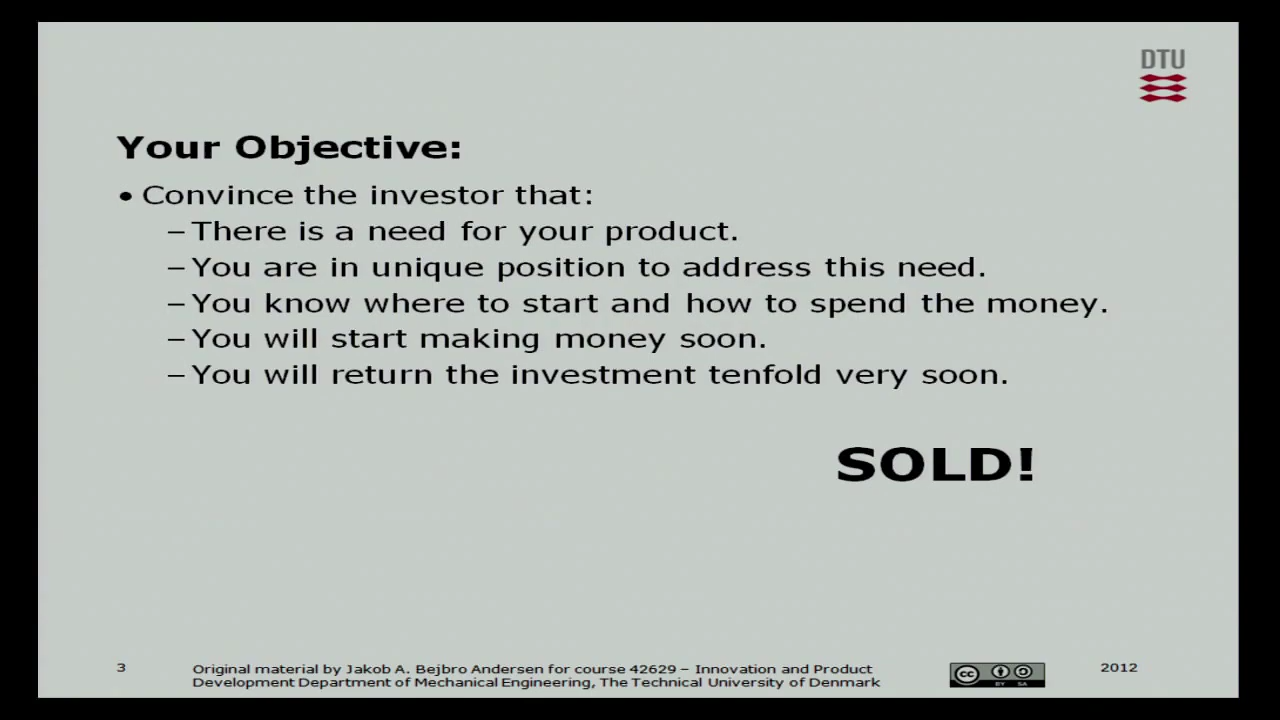 DTU
Your Objective:
• Convince the investor that:
– There is a need for your product.
– You are in unique position to address this need.
– You know where to start and how to spend the money.
– You will start making money soon.
– You will return the investment tenfold very soon.
SOLD!
3
Original material by Jakob A. Bejbro Andersen for course 42629 – Innovation and Product
Development Department of Mechanical Engineering, The Technical University of Denmark
cc
BY SA
2012